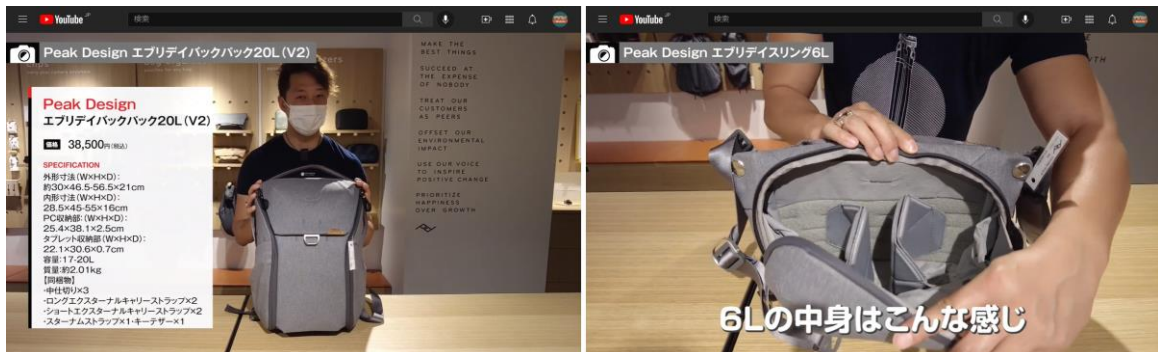 YouTube JP
検索
Peak Design エブリデイバックパック20L(V2)
Peak Design
エブリデイバックパック20L(V2)
価格 38,500円(税込)
SPECIFICATION
外形寸法(W×H×D):
約30×46.5-56.5×21cm
内形寸法(W×H×D):
28.5×45-55×16cm
PC収納部:(W×H×D):
25.4×38.1×2.5cm
タブレット収納部(W×H×D):
22.1×30.6×0.7cm
容量:17-20L
質量:約2.01kg
【同梱物】
・中仕切り×3
・ロングエクスターナルキャリーストラップ×2
・ショートエクスターナルキャリーストラップ×2
・スターナムストラップ×1・キーテザー×1
MAKE THE
BEST THINGS
SUCCEED AT
THE EXPENSE
OF NOBODY
TREAT OUR
CUSTOMERS
AS PEERS
OFFSET OUR
ENVIRONMENTAL
IMPACT
USE OUR VOICE
TO INSPIRE
POSITIVE CHANGE
PRIORITIZE
HAPPINESS
OVER GROWTH
YouTube JP
検索
Peak Design エブリデイスリング6L
6Lの中身はこんな感じ